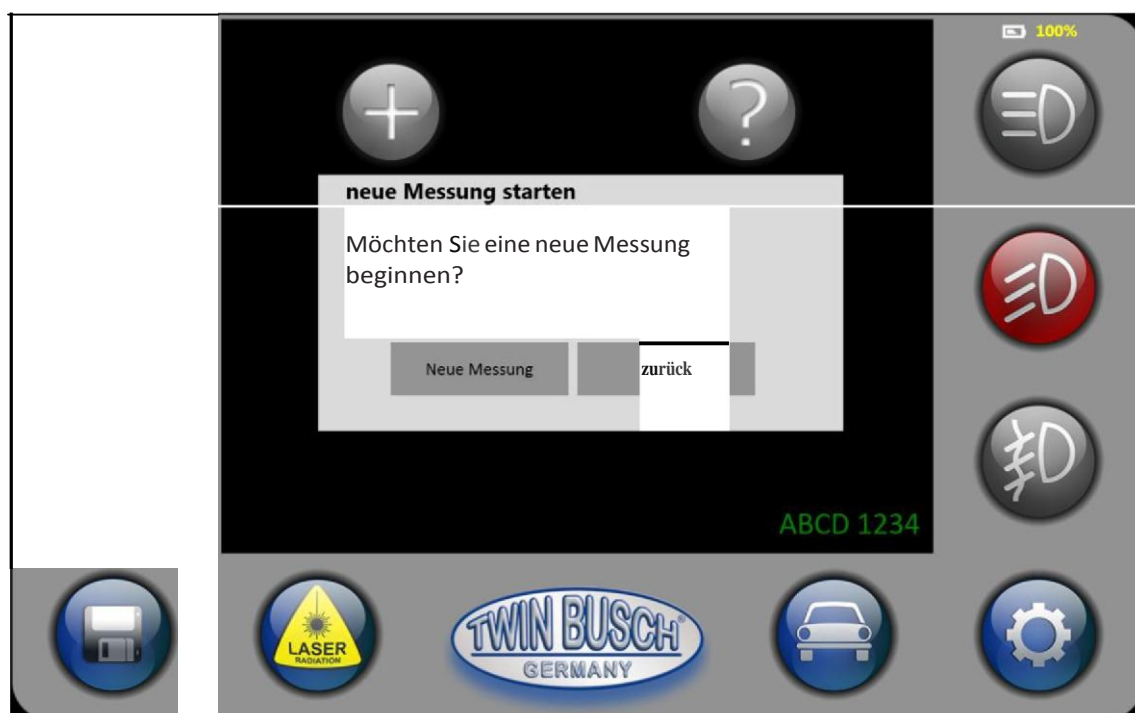 100%
neue Messung starten
Möchten Sie eine neue Messung
beginnen?
Neue Messung
zurück
ABCD 1234
LASER
RADIATION
TWIN BUSCH®
GERMANY